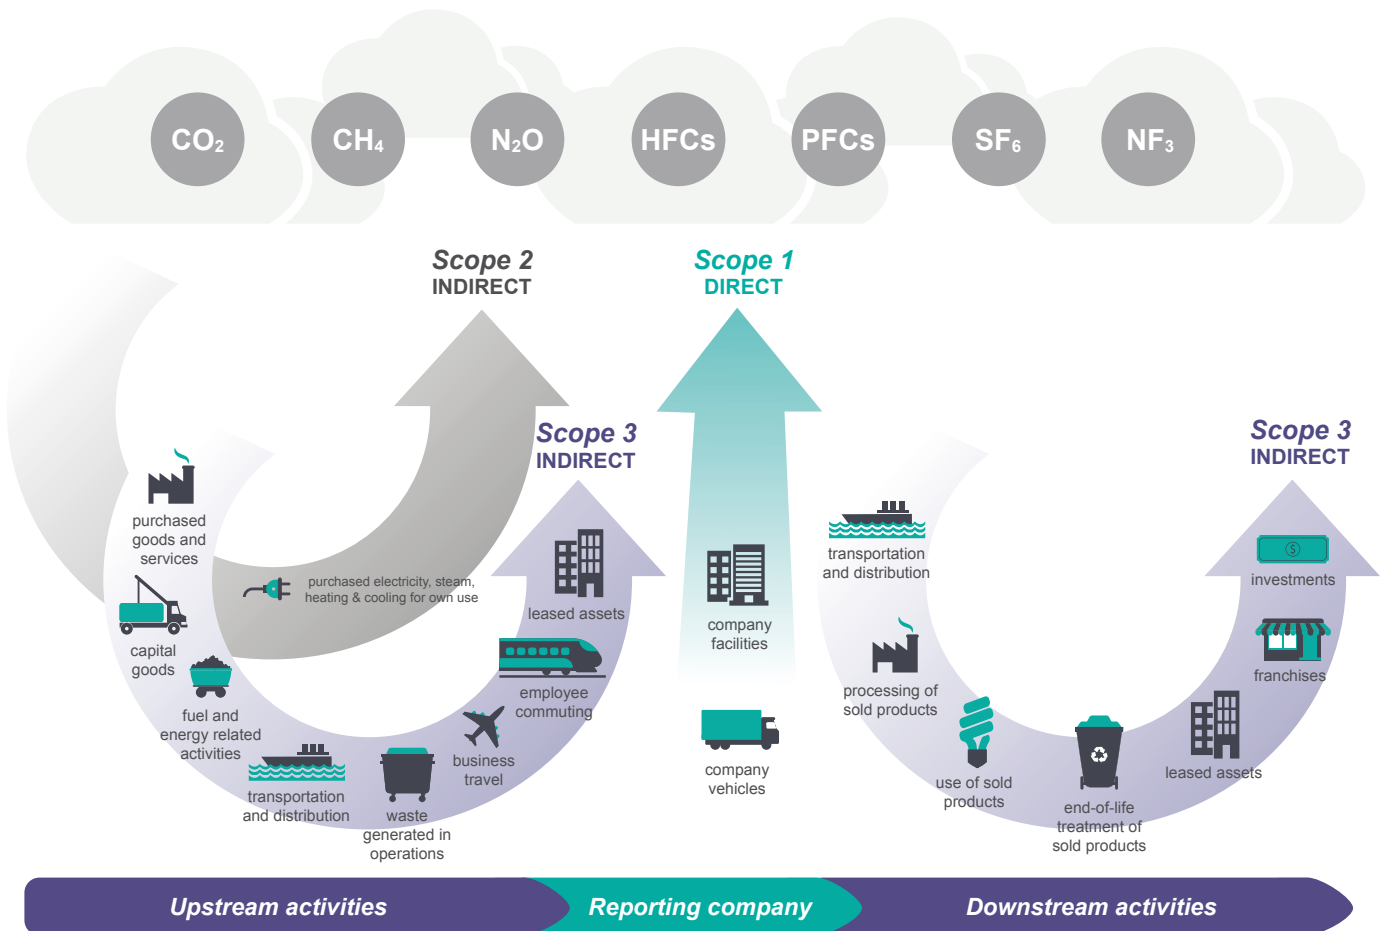 CO₂
CH₄
N₂O
HFCs
PFCs
SF₆
NF₃
Scope 2
INDIRECT
Scope 1
DIRECT
Scope 3
INDIRECT
Scope 3
INDIRECT
purchased
goods and
services
capital
goods
fuel and
energy related
activities
transportation
and distribution
waste
generated in
operations
business
travel
employee
commuting
leased assets
purchased electricity, steam,
heating & cooling for own use
company
facilities
company
vehicles
transportation
and distribution
processing of
sold products
use of sold
products
end-of-life
treatment of
sold products
leased assets
franchises
$
investments
Upstream activities
Reporting company
Downstream activities